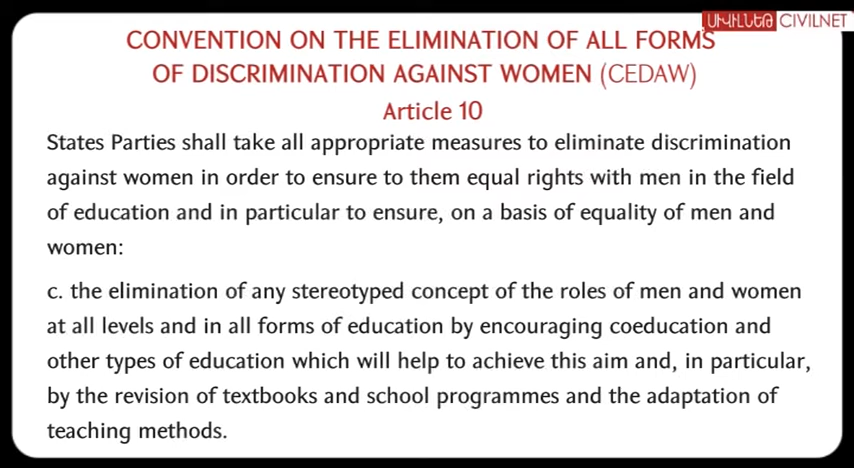 ՍԻՎԻԼՆԵԹ CIVILNET
CONVENTION ON THE ELIMINATION OF ALL FORMS
OF DISCRIMINATION AGAINST WOMEN (CEDAW)
Article 10
States Parties shall take all appropriate measures to eliminate discrimination
against women in order to ensure to them equal rights with men in the field
of education and in particular to ensure, on a basis of equality of men and
women:
c. the elimination of any stereotyped concept of the roles of men and women
at all levels and in all forms of education by encouraging coeducation and
other types of education which will help to achieve this aim and, in particular,
by the revision of textbooks and school programmes and the adaptation of
teaching methods.